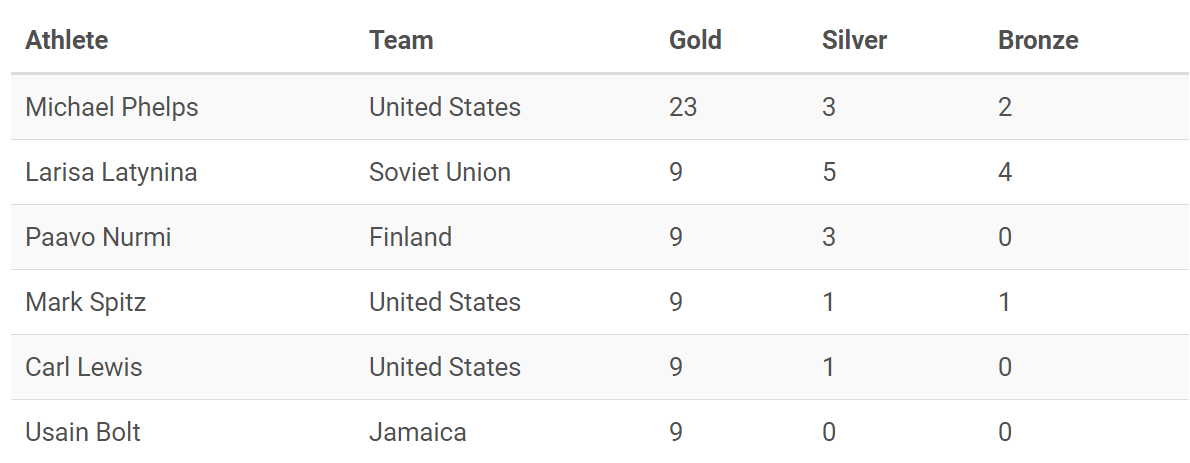 Athlete Team Gold Silver Bronze
Michael Phelps United States 23 3 2
Larisa Latynina Soviet Union 9 5 4
Paavo Nurmi Finland 9 3 0
Mark Spitz United States 9 1 1
Carl Lewis United States 9 1 0
Usain Bolt Jamaica 9 0 0